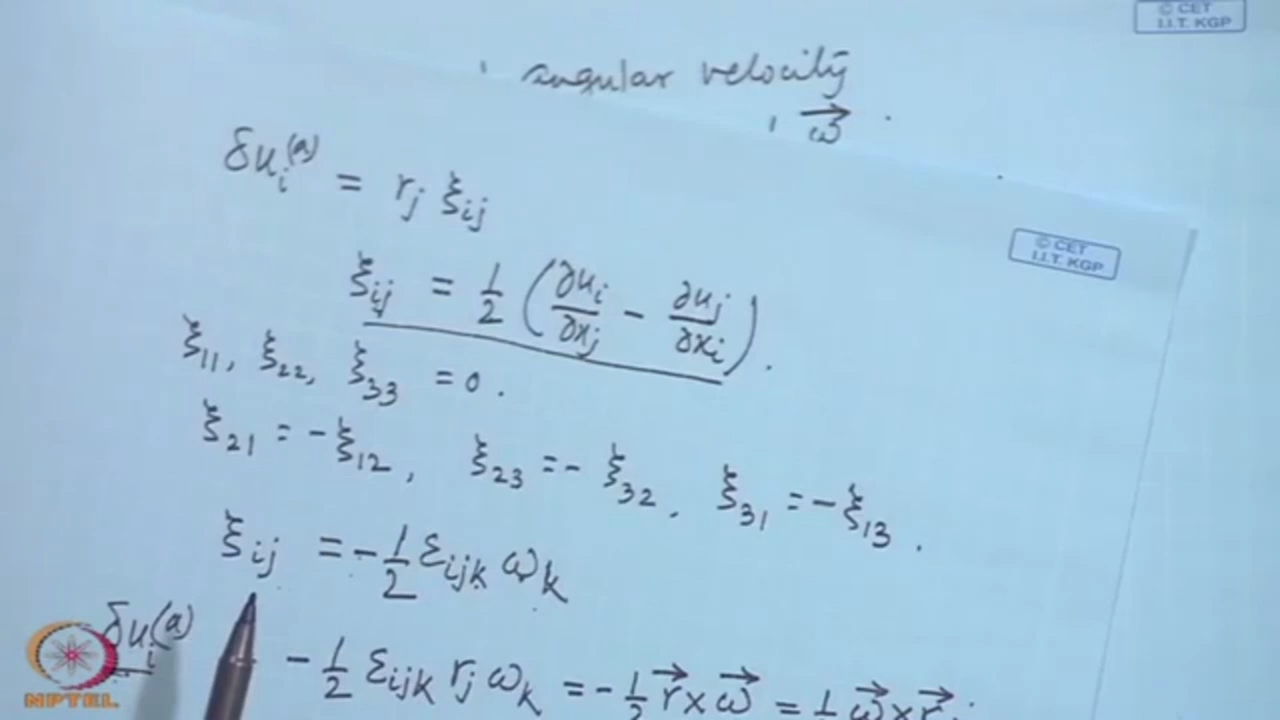 © CET
I.I.T. KGP
angular velocity
, ω⃗ .
δu_i^(a) = r_j ξ_ij
© CET
I.I.T. KGP
ξ_ij = 1/2 (∂u_i/∂x_j − ∂u_j/∂x_i).
ξ_11, ξ_22, ξ_33 = 0.
ξ_21 = −ξ_12, ξ_23 = −ξ_32. ξ_31 = −ξ_13.
ξ_ij = −1/2 ε_ijk ω_k
δu_i^(a) − 1/2 ε_ijk r_j ω_k = −1/2 r⃗ × ω⃗ = 1/2 ω⃗ × r⃗.
NPTEL